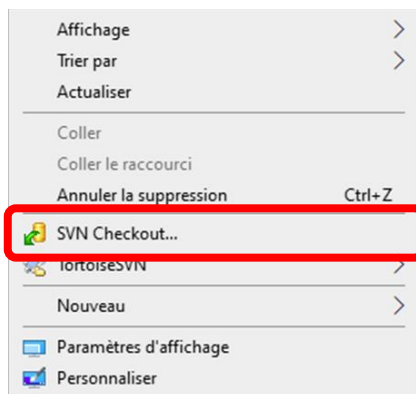 Affichage
Trier par
Actualiser
Coller
Coller le raccourci
Annuler la suppression Ctrl+Z
SVN Checkout...
TortoiseSVN
Nouveau
Paramètres d'affichage
Personnaliser